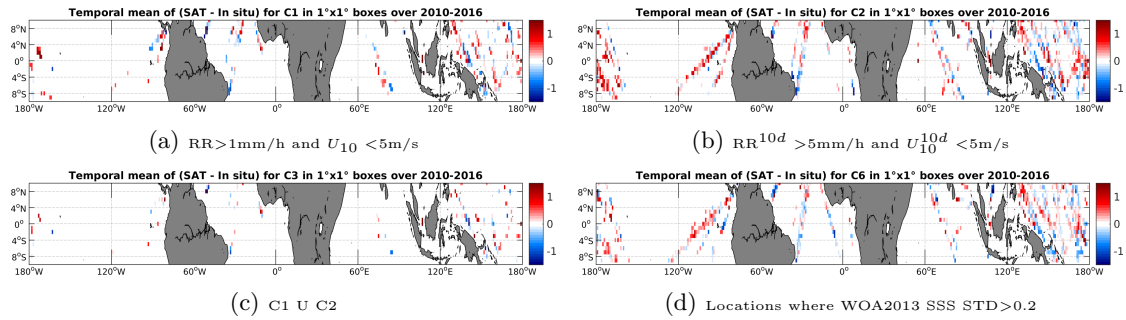 Temporal mean of (SAT - In situ) for C1 in 1°x1° boxes over 2010-2016
8°N
4°N
0°
4°S
8°S
180°W 120°W 60°W 0° 60°E 120°E 180°W
1
0
-1
(a) RR>1mm/h and U10 <5m/s
Temporal mean of (SAT - In situ) for C2 in 1°x1° boxes over 2010-2016
8°N
4°N
0°
4°S
8°S
180°W 120°W 60°W 0° 60°E 120°E 180°W
1
0
-1
(b) RR^10d >5mm/h and U10^10d <5m/s
Temporal mean of (SAT - In situ) for C3 in 1°x1° boxes over 2010-2016
8°N
4°N
0°
4°S
8°S
180°W 120°W 60°W 0° 60°E 120°E 180°W
1
0
-1
(c) C1 U C2
Temporal mean of (SAT - In situ) for C6 in 1°x1° boxes over 2010-2016
8°N
4°N
0°
4°S
8°S
180°W 120°W 60°W 0° 60°E 120°E 180°W
1
0
-1
(d) Locations where WOA2013 SSS STD>0.2